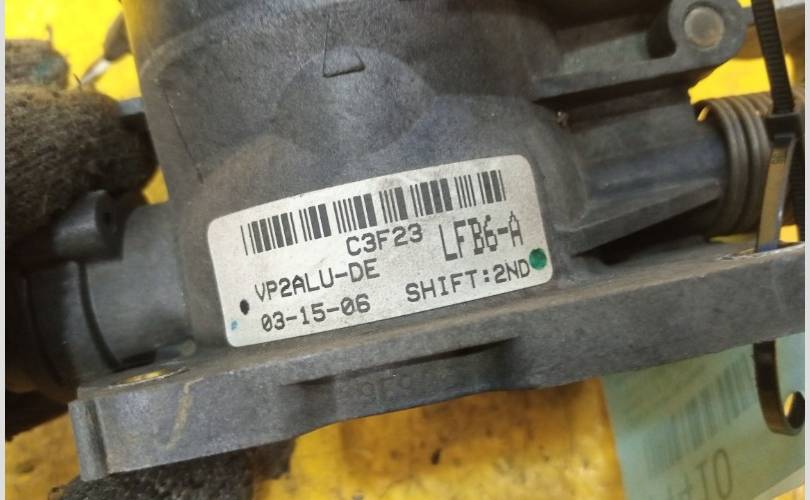 C3F23 LFB6-A
VP2ALU-DE
03-15-06 SHIFT:2ND